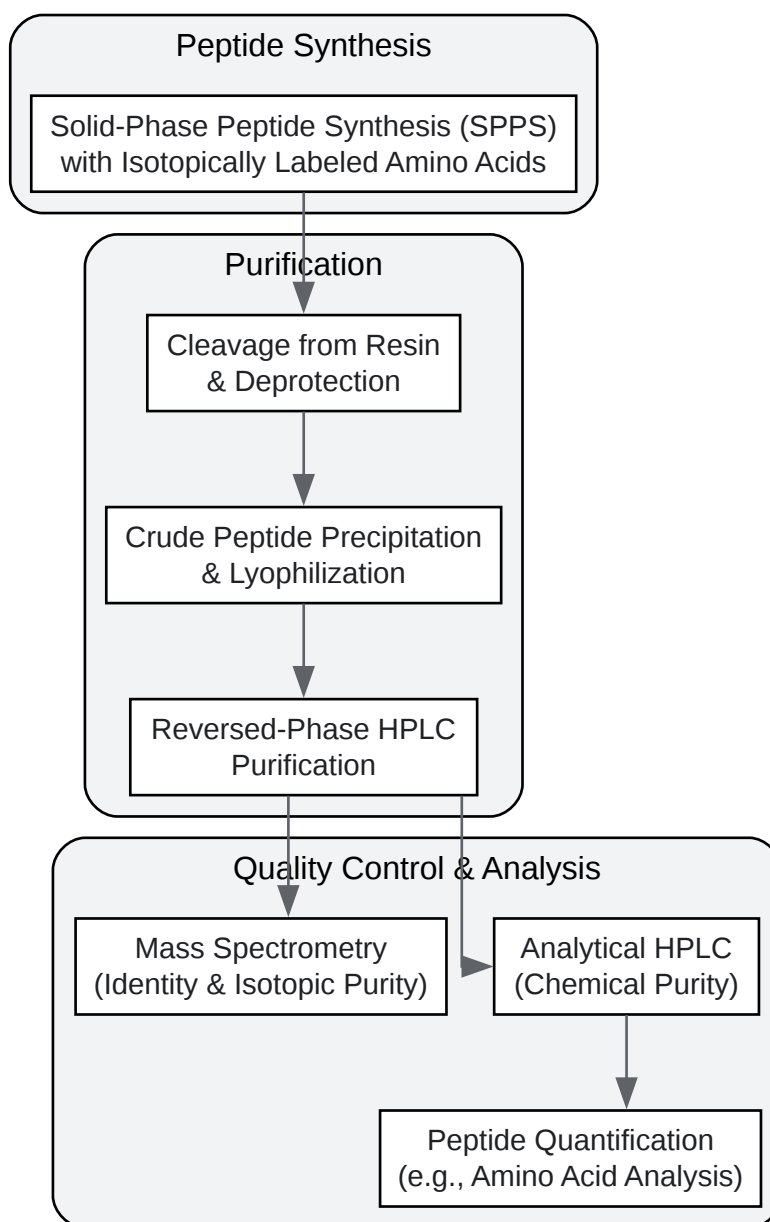 Peptide Synthesis
Solid-Phase Peptide Synthesis (SPPS)
with Isotopically Labeled Amino Acids
Purification
Cleavage from Resin
& Deprotection
Crude Peptide Precipitation
& Lyophilization
Reversed-Phase HPLC
Purification
Quality Control & Analysis
Mass Spectrometry
(Identity & Isotopic Purity)
Analytical HPLC
(Chemical Purity)
Peptide Quantification
(e.g., Amino Acid Analysis)